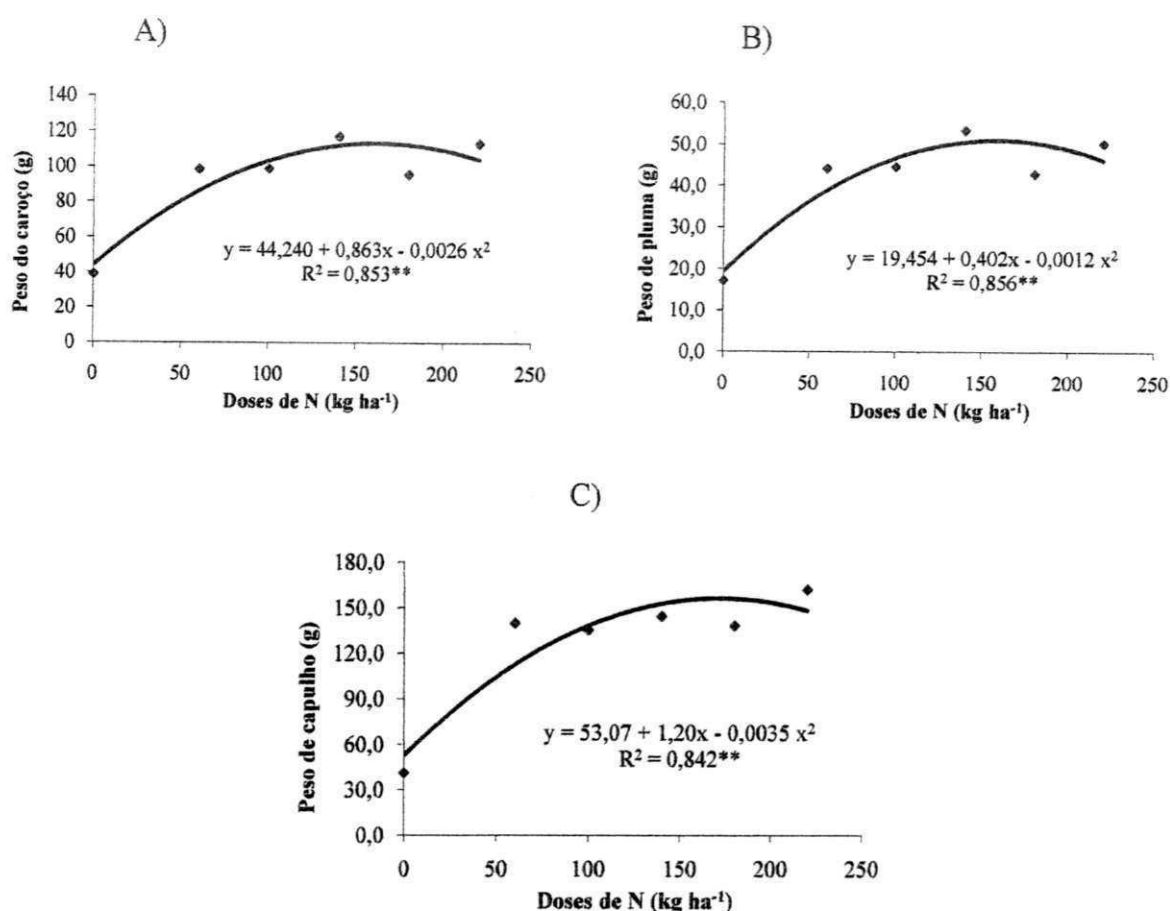 A)
Peso do caroço (g)
140
120
100
80
60
40
20
0
y = 44,240 + 0,863x - 0,0026 x²
R² = 0,853**
0 50 100 150 200 250
Doses de N (kg ha⁻¹)
B)
Peso de pluma (g)
60,0
50,0
40,0
30,0
20,0
10,0
0,0
y = 19,454 + 0,402x - 0,0012 x²
R² = 0,856**
0 50 100 150 200 250
Doses de N (kg ha⁻¹)
C)
Peso de capulho (g)
180,0
150,0
120,0
90,0
60,0
30,0
0,0
y = 53,07 + 1,20x - 0,0035 x²
R² = 0,842**
0 50 100 150 200 250
Doses de N (kg ha⁻¹)